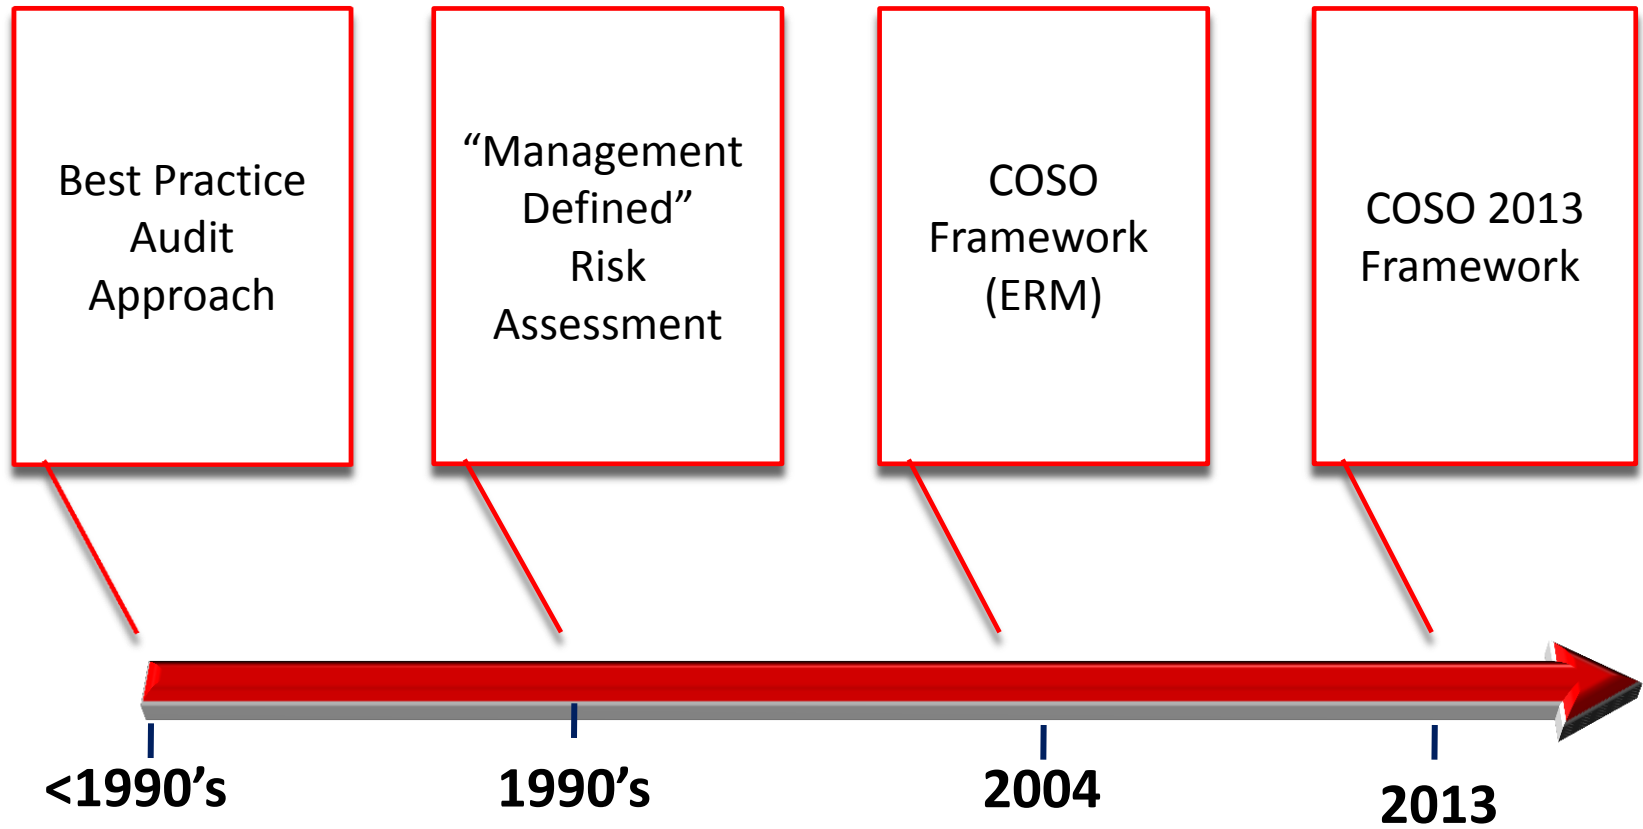 Best Practice
Audit
Approach
“Management
Defined”
Risk
Assessment
COSO
Framework
(ERM)
COSO 2013
Framework
<1990’s
1990’s
2004
2013